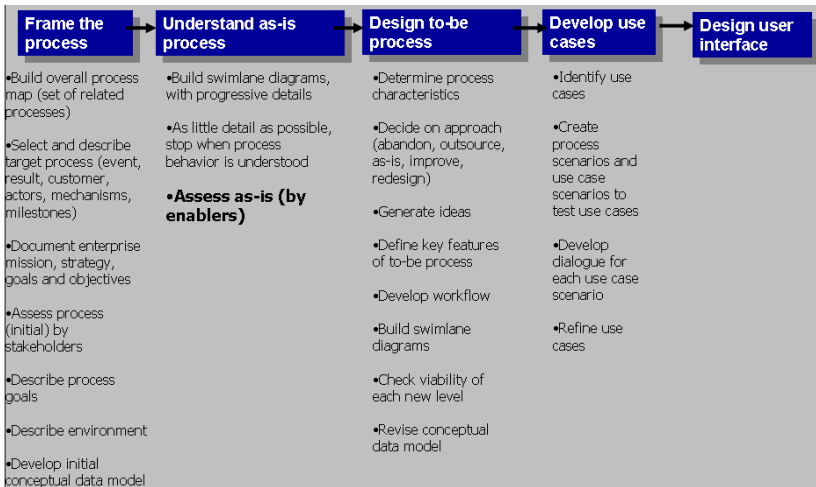 Frame the
process
Understand as-is
process
Design to-be
process
Develop use
cases
Design user
interface
•Build overall process
map (set of related
processes)
•Select and describe
target process (event,
result, customer,
actors, mechanisms,
milestones)
•Document enterprise
mission, strategy,
goals and objectives
•Assess process
(initial) by
stakeholders
•Describe process
goals
•Describe environment
•Develop initial
conceptual data model
•Build swimlane diagrams,
with progressive details
•As little detail as possible,
stop when process
behavior is understood
•Assess as-is (by
enablers)
•Determine process
characteristics
•Decide on approach
(abandon, outsource,
as-is, improve,
redesign)
•Generate ideas
•Define key features
of to-be process
•Develop workflow
•Build swimlane
diagrams
•Check viability of
each new level
•Revise conceptual
data model
•Identify use
cases
•Create
process
scenarios and
use case
scenarios to
test use cases
•Develop
dialogue for
each use case
scenario
•Refine use
cases